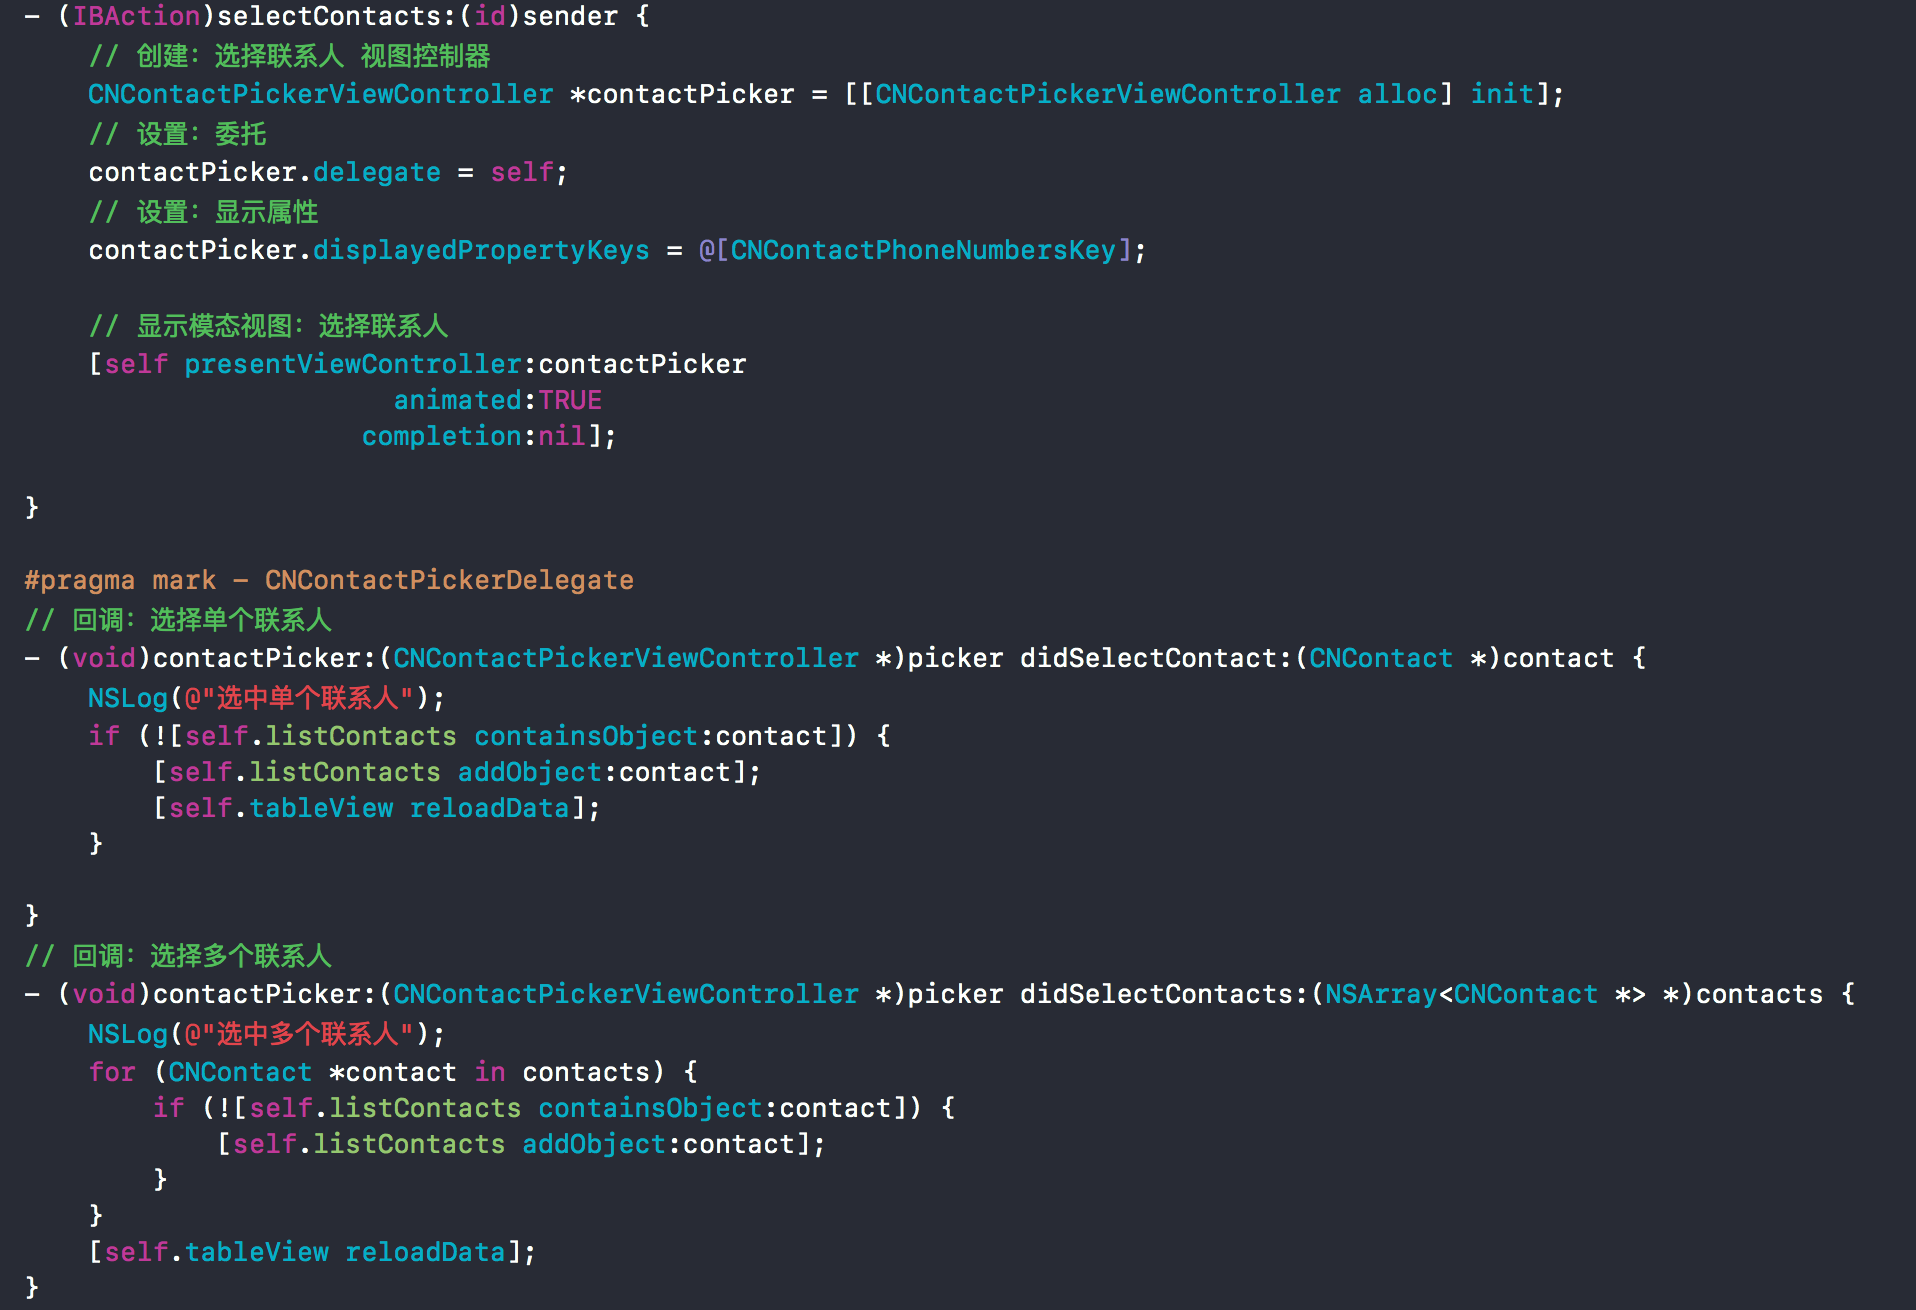 - (IBAction)selectContacts:(id)sender {
    // 创建：选择联系人 视图控制器
    CNContactPickerViewController *contactPicker = [[CNContactPickerViewController alloc] init];
    // 设置：委托
    contactPicker.delegate = self;
    // 设置：显示属性
    contactPicker.displayedPropertyKeys = @[CNContactPhoneNumbersKey];

    // 显示模态视图：选择联系人
    [self presentViewController:contactPicker
                       animated:TRUE
                     completion:nil];

}

#pragma mark - CNContactPickerDelegate
// 回调：选择单个联系人
- (void)contactPicker:(CNContactPickerViewController *)picker didSelectContact:(CNContact *)contact {
    NSLog(@"选中单个联系人");
    if (![self.listContacts containsObject:contact]) {
        [self.listContacts addObject:contact];
        [self.tableView reloadData];
    }

}
// 回调：选择多个联系人
- (void)contactPicker:(CNContactPickerViewController *)picker didSelectContacts:(NSArray<CNContact *> *)contacts {
    NSLog(@"选中多个联系人");
    for (CNContact *contact in contacts) {
        if (![self.listContacts containsObject:contact]) {
            [self.listContacts addObject:contact];
        }
    }
    [self.tableView reloadData];
}